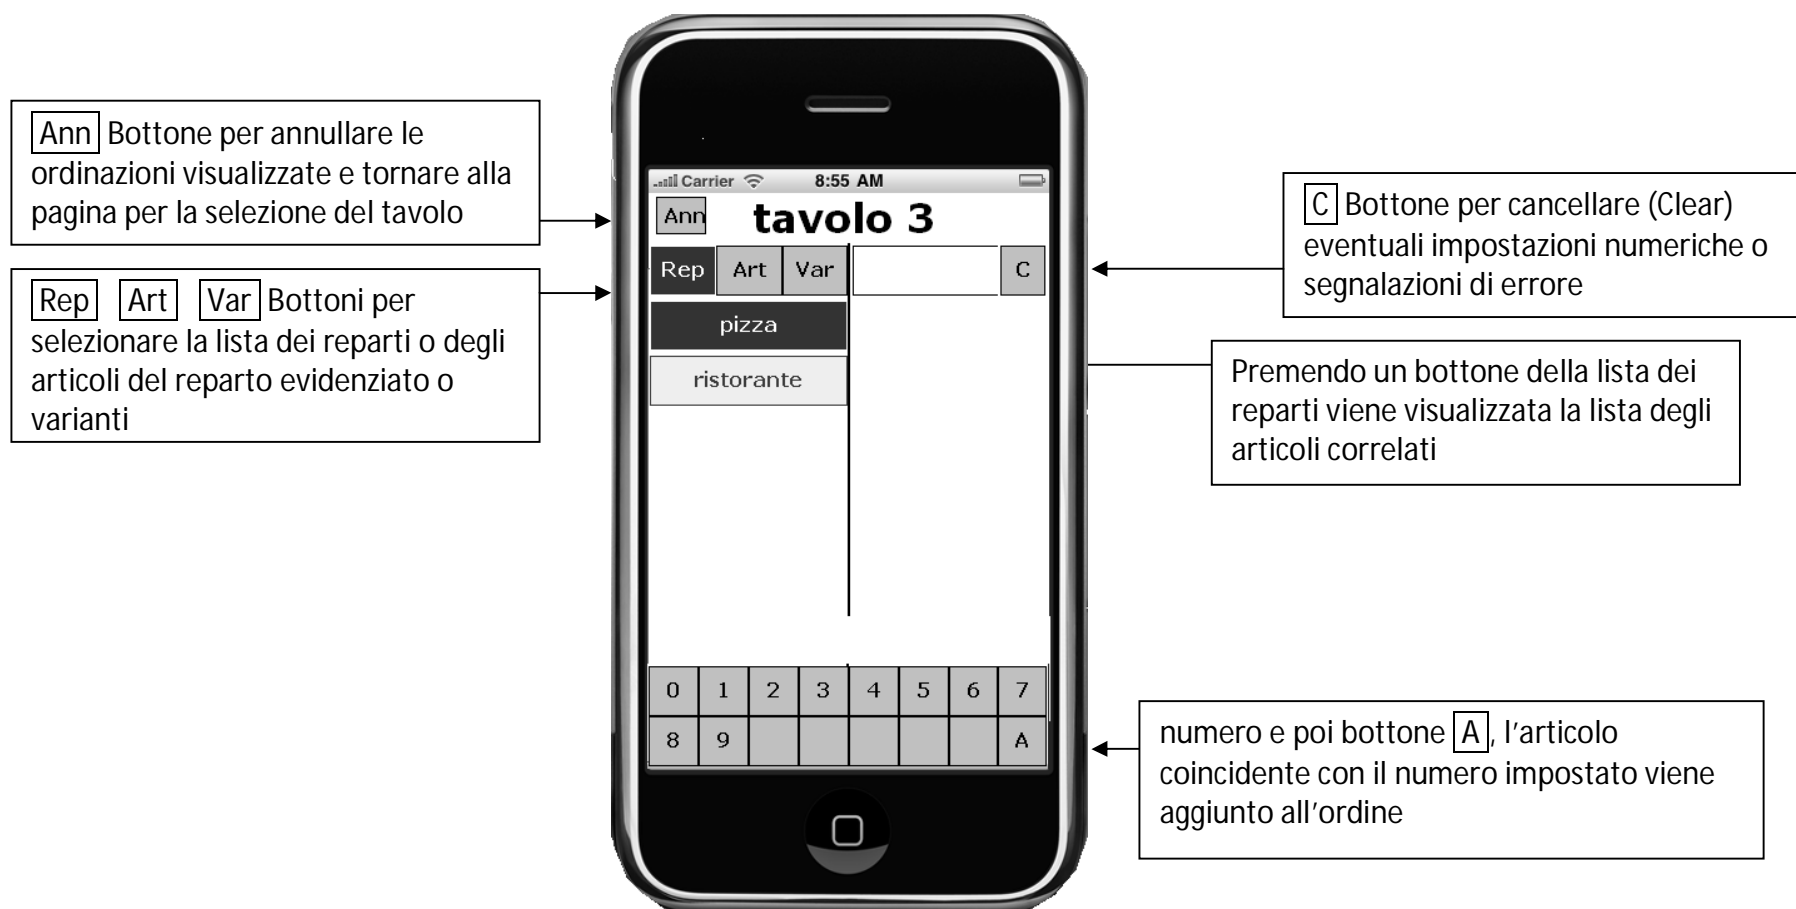 Ann Bottone per annullare le
ordinazioni visualizzate e tornare alla
pagina per la selezione del tavolo
Rep Art Var Bottoni per
selezionare la lista dei reparti o degli
articoli del reparto evidenziato o
varianti
Carrier 8:55 AM
Ann tavolo 3
Rep Art Var C
pizza
ristorante
0 1 2 3 4 5 6 7
8 9 A
C Bottone per cancellare (Clear)
eventuali impostazioni numeriche o
segnalazioni di errore
Premendo un bottone della lista dei
reparti viene visualizzata la lista degli
articoli correlati
numero e poi bottone A, l'articolo
coincidente con il numero impostato viene
aggiunto all'ordine